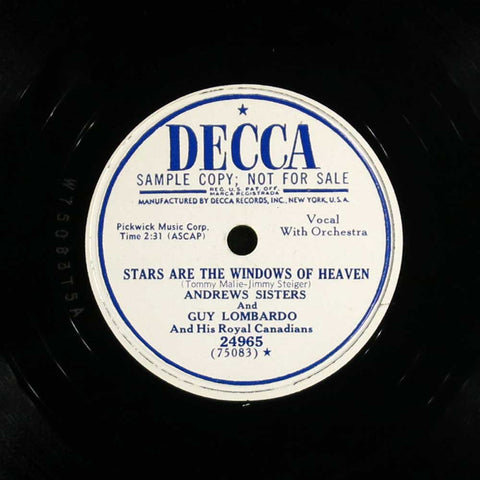 DECCA
SAMPLE COPY; NOT FOR SALE
REG. U.S. PAT. OFF.
MARCA REGISTRADA
MANUFACTURED BY DECCA RECORDS, INC., NEW YORK, U.S.A.
Pickwick Music Corp.
Time 2:31 (ASCAP)
Vocal
With Orchestra
STARS ARE THE WINDOWS OF HEAVEN
(Tommy Malie-Jimmy Steiger)
ANDREWS SISTERS
And
GUY LOMBARDO
And His Royal Canadians
24965
(75083) ★